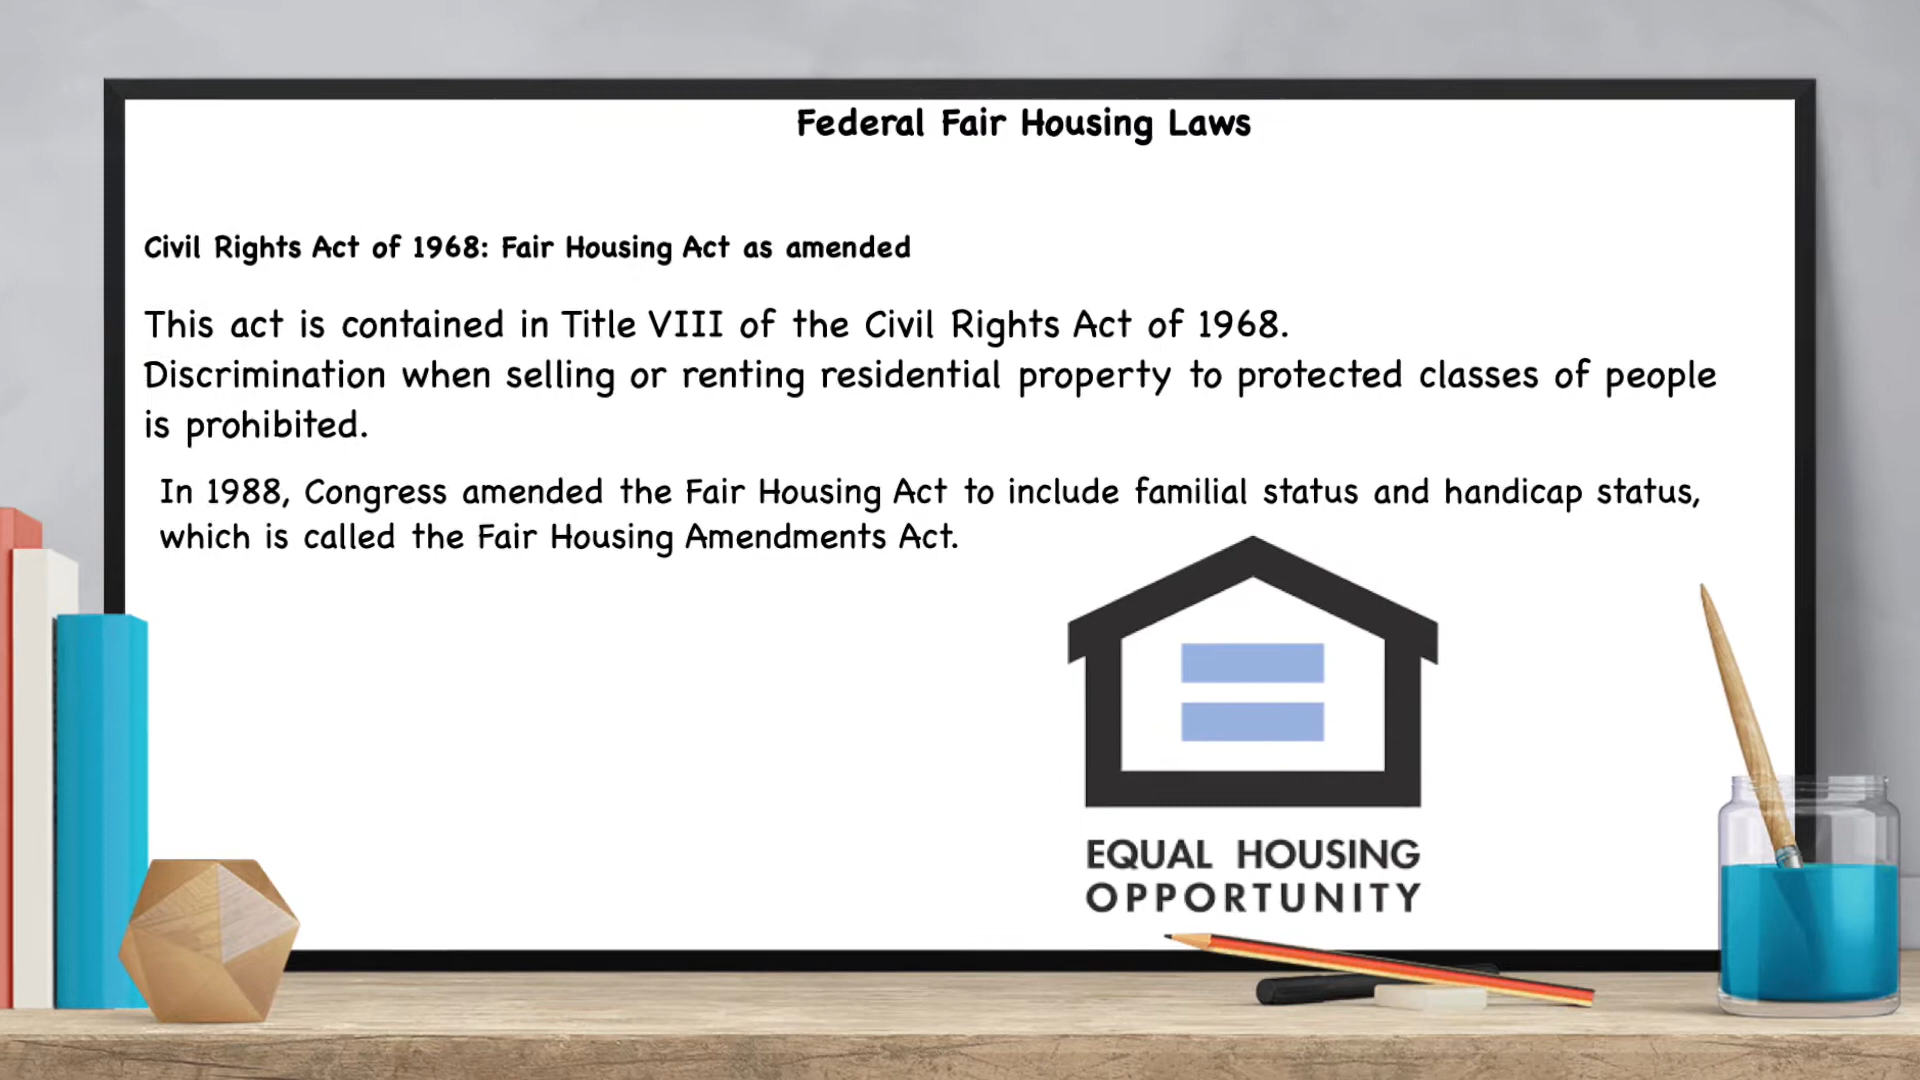 Federal Fair Housing Laws
Civil Rights Act of 1968: Fair Housing Act as amended
This act is contained in Title VIII of the Civil Rights Act of 1968.
Discrimination when selling or renting residential property to protected classes of people
is prohibited.
In 1988, Congress amended the Fair Housing Act to include familial status and handicap status,
which is called the Fair Housing Amendments Act.
EQUAL HOUSING
OPPORTUNITY